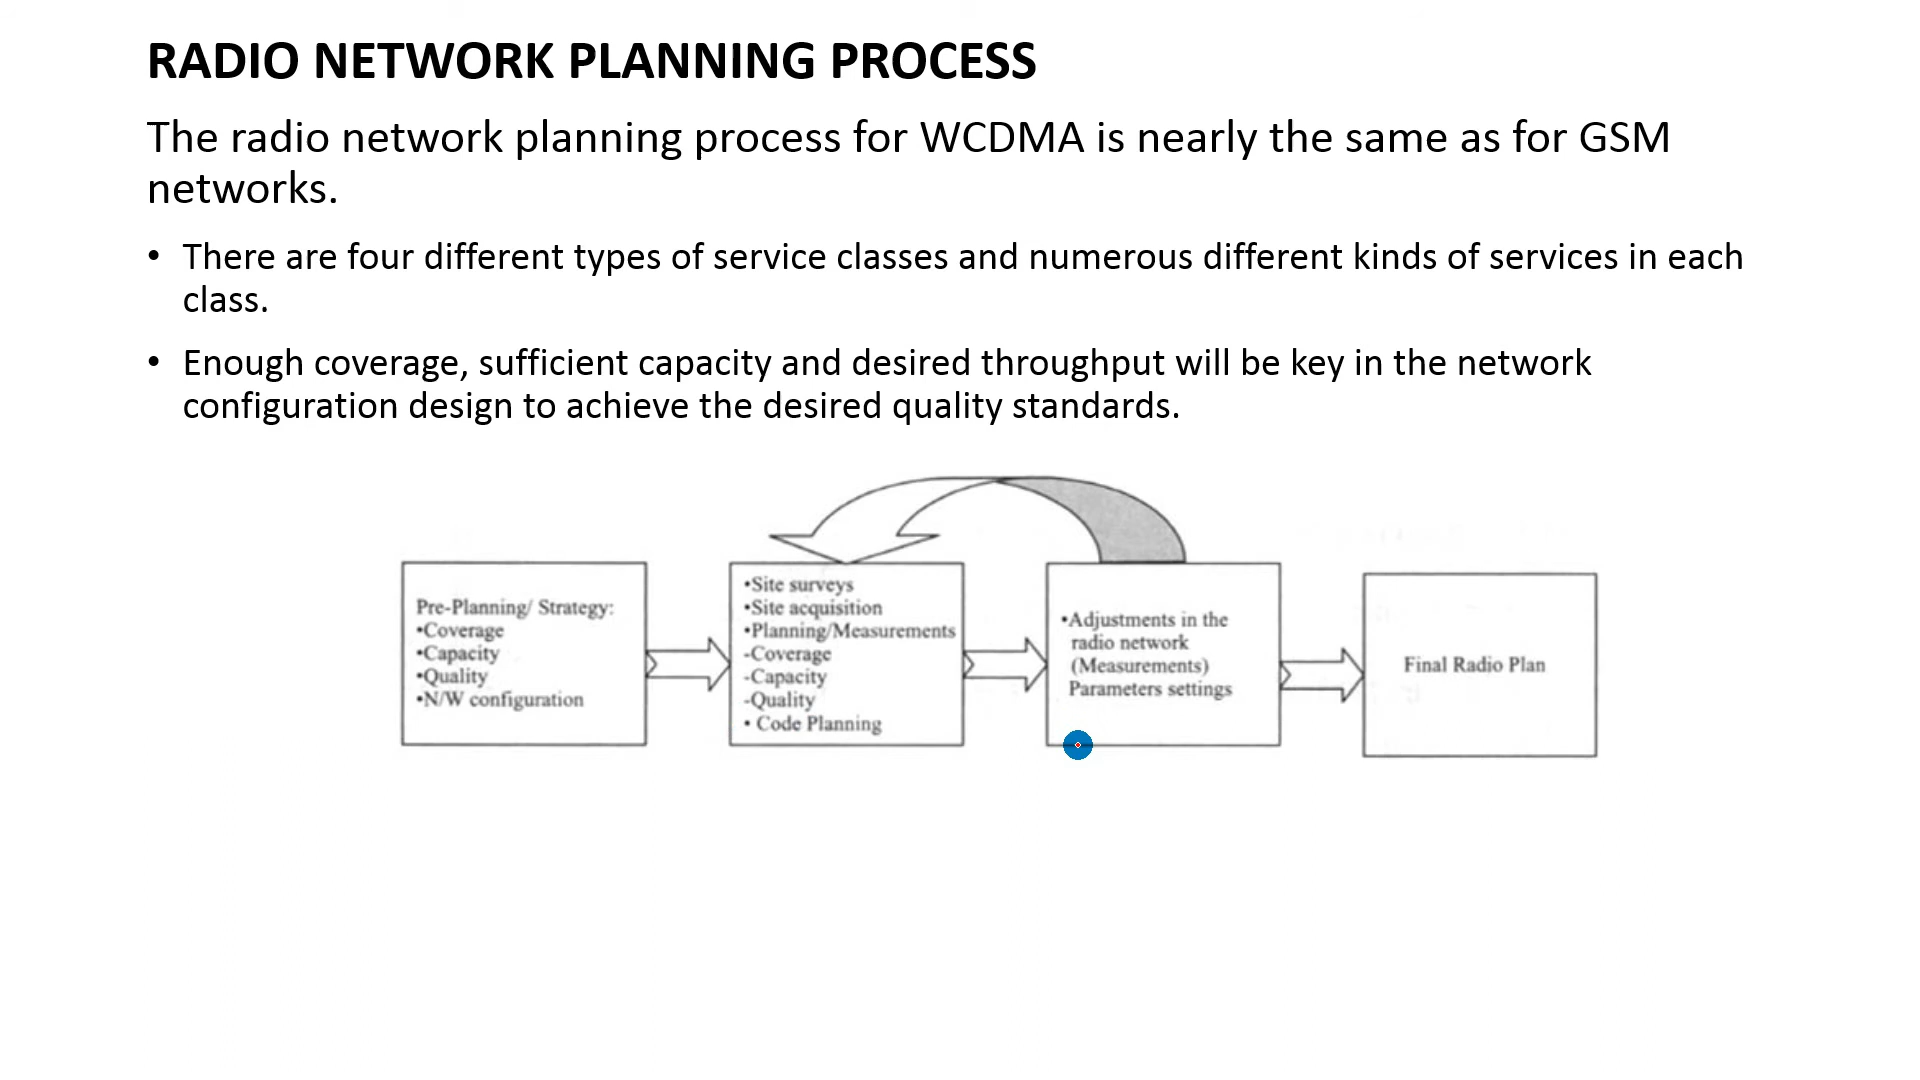 RADIO NETWORK PLANNING PROCESS
The radio network planning process for WCDMA is nearly the same as for GSM
networks.
• There are four different types of service classes and numerous different kinds of services in each
class.
• Enough coverage, sufficient capacity and desired throughput will be key in the network
configuration design to achieve the desired quality standards.
Pre-Planning/ Strategy:
•Coverage
•Capacity
•Quality
•N/W configuration
•Site surveys
•Site acquisition
•Planning/Measurements
-Coverage
-Capacity
-Quality
• Code Planning
•Adjustments in the
radio network
(Measurements)
Parameters settings
Final Radio Plan